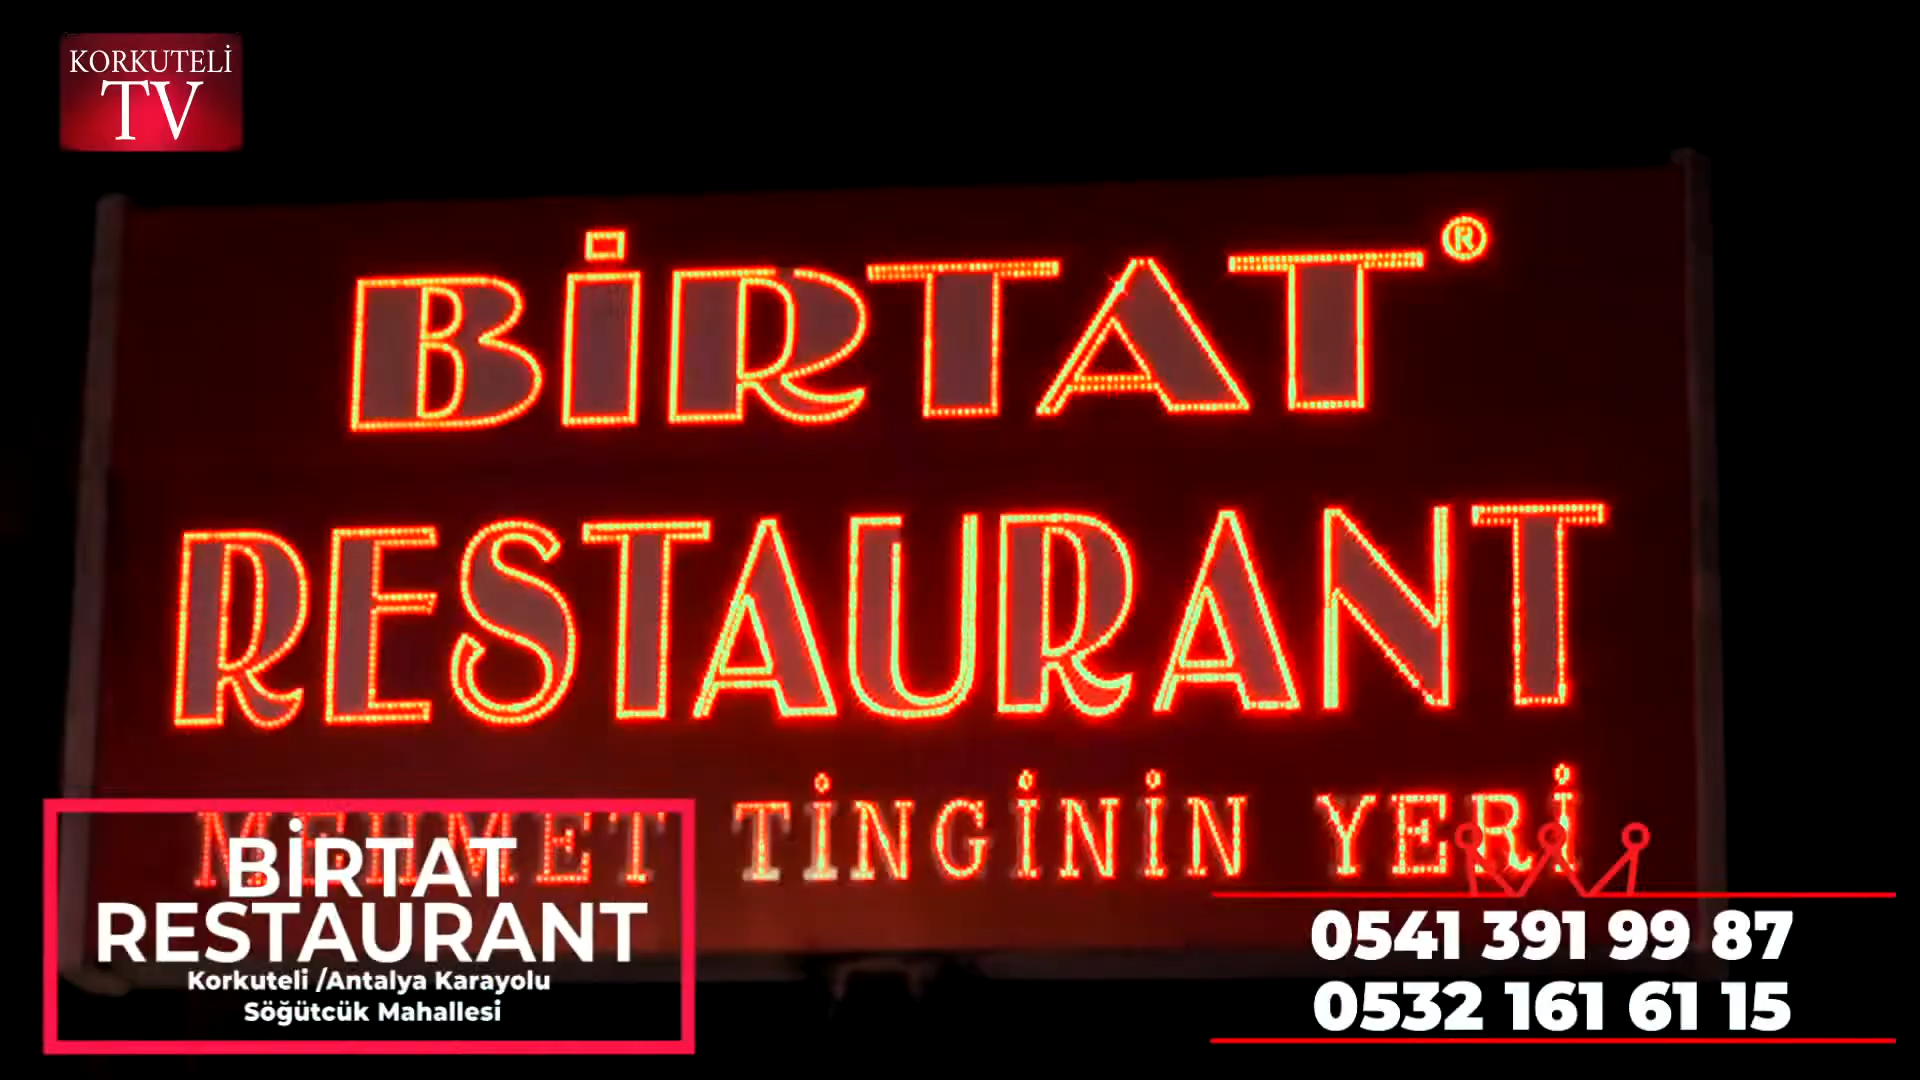 KORKUTELİ
TV
BİRTAT®
RESTAURANT
MEHMET TİNGİNİN YERİ
BİRTAT
RESTAURANT
Korkuteli /Antalya Karayolu
Söğütcük Mahallesi
0541 391 99 87
0532 161 61 15